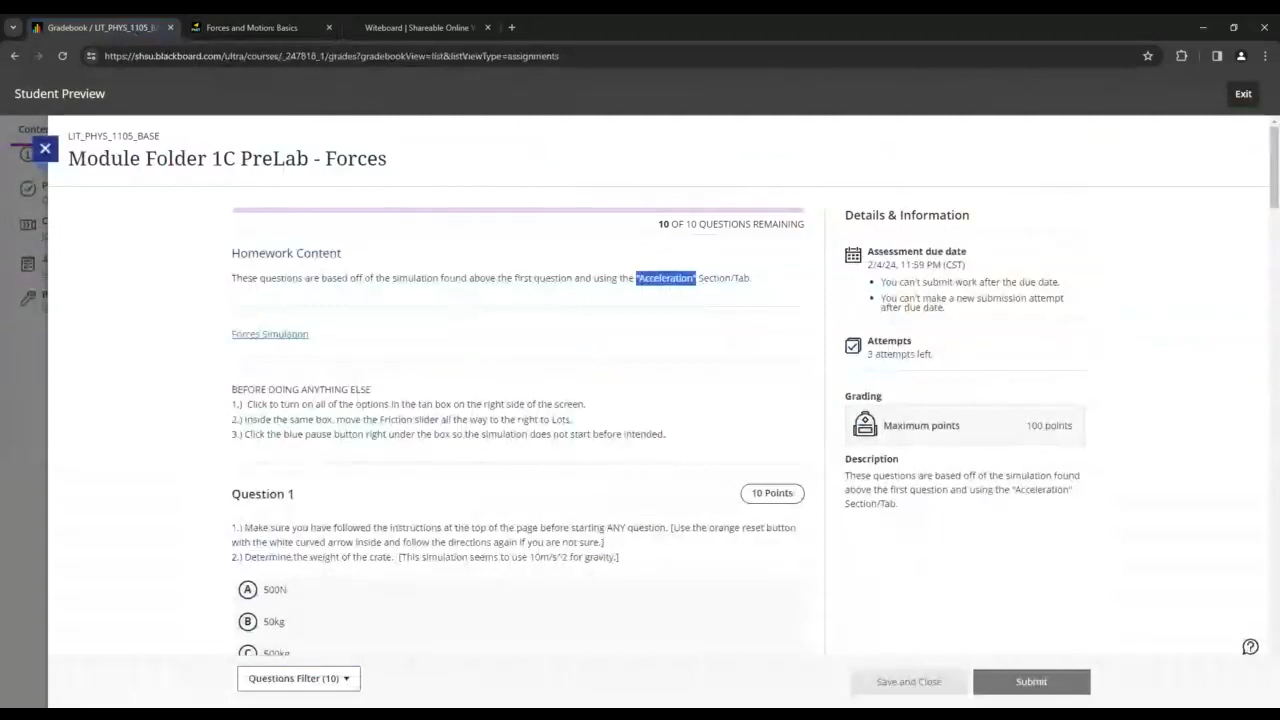 Gradebook / LIT_PHYS_1105_B
Forces and Motion: Basics
Witeboard | Shareable Online
https://shsu.blackboard.com/ultra/courses/_247818_1/grades?gradebookView=list&listViewType=assignments
Student Preview
Exit
Conte
LIT_PHYS_1105_BASE
Module Folder 1C PreLab - Forces
10 OF 10 QUESTIONS REMAINING
Homework Content
These questions are based off of the simulation found above the first question and using the "Acceleration" Section/Tab.
Forces Simulation
BEFORE DOING ANYTHING ELSE
1.) Click to turn on all of the options in the tan box on the right side of the screen.
2.) Inside the same box, move the Friction slider all the way to the right to Lots.
3.) Click the blue pause button right under the box so the simulation does not start before intended.
Question 1
10 Points
1.) Make sure you have followed the instructions at the top of the page before starting ANY question. [Use the orange reset button
with the white curved arrow inside and follow the directions again if you are not sure.]
2.) Determine the weight of the crate. [This simulation seems to use 10m/s^2 for gravity.]
A 500N
B 50kg
C 500kg
Questions Filter (10)
Details & Information
Assessment due date
2/4/24, 11:59 PM (CST)
• You can't submit work after the due date.
• You can't make a new submission attempt
after due date.
Attempts
3 attempts left
Grading
Maximum points 100 points
Description
These questions are based off of the simulation found
above the first question and using the "Acceleration"
Section/Tab.
Save and Close
Submit